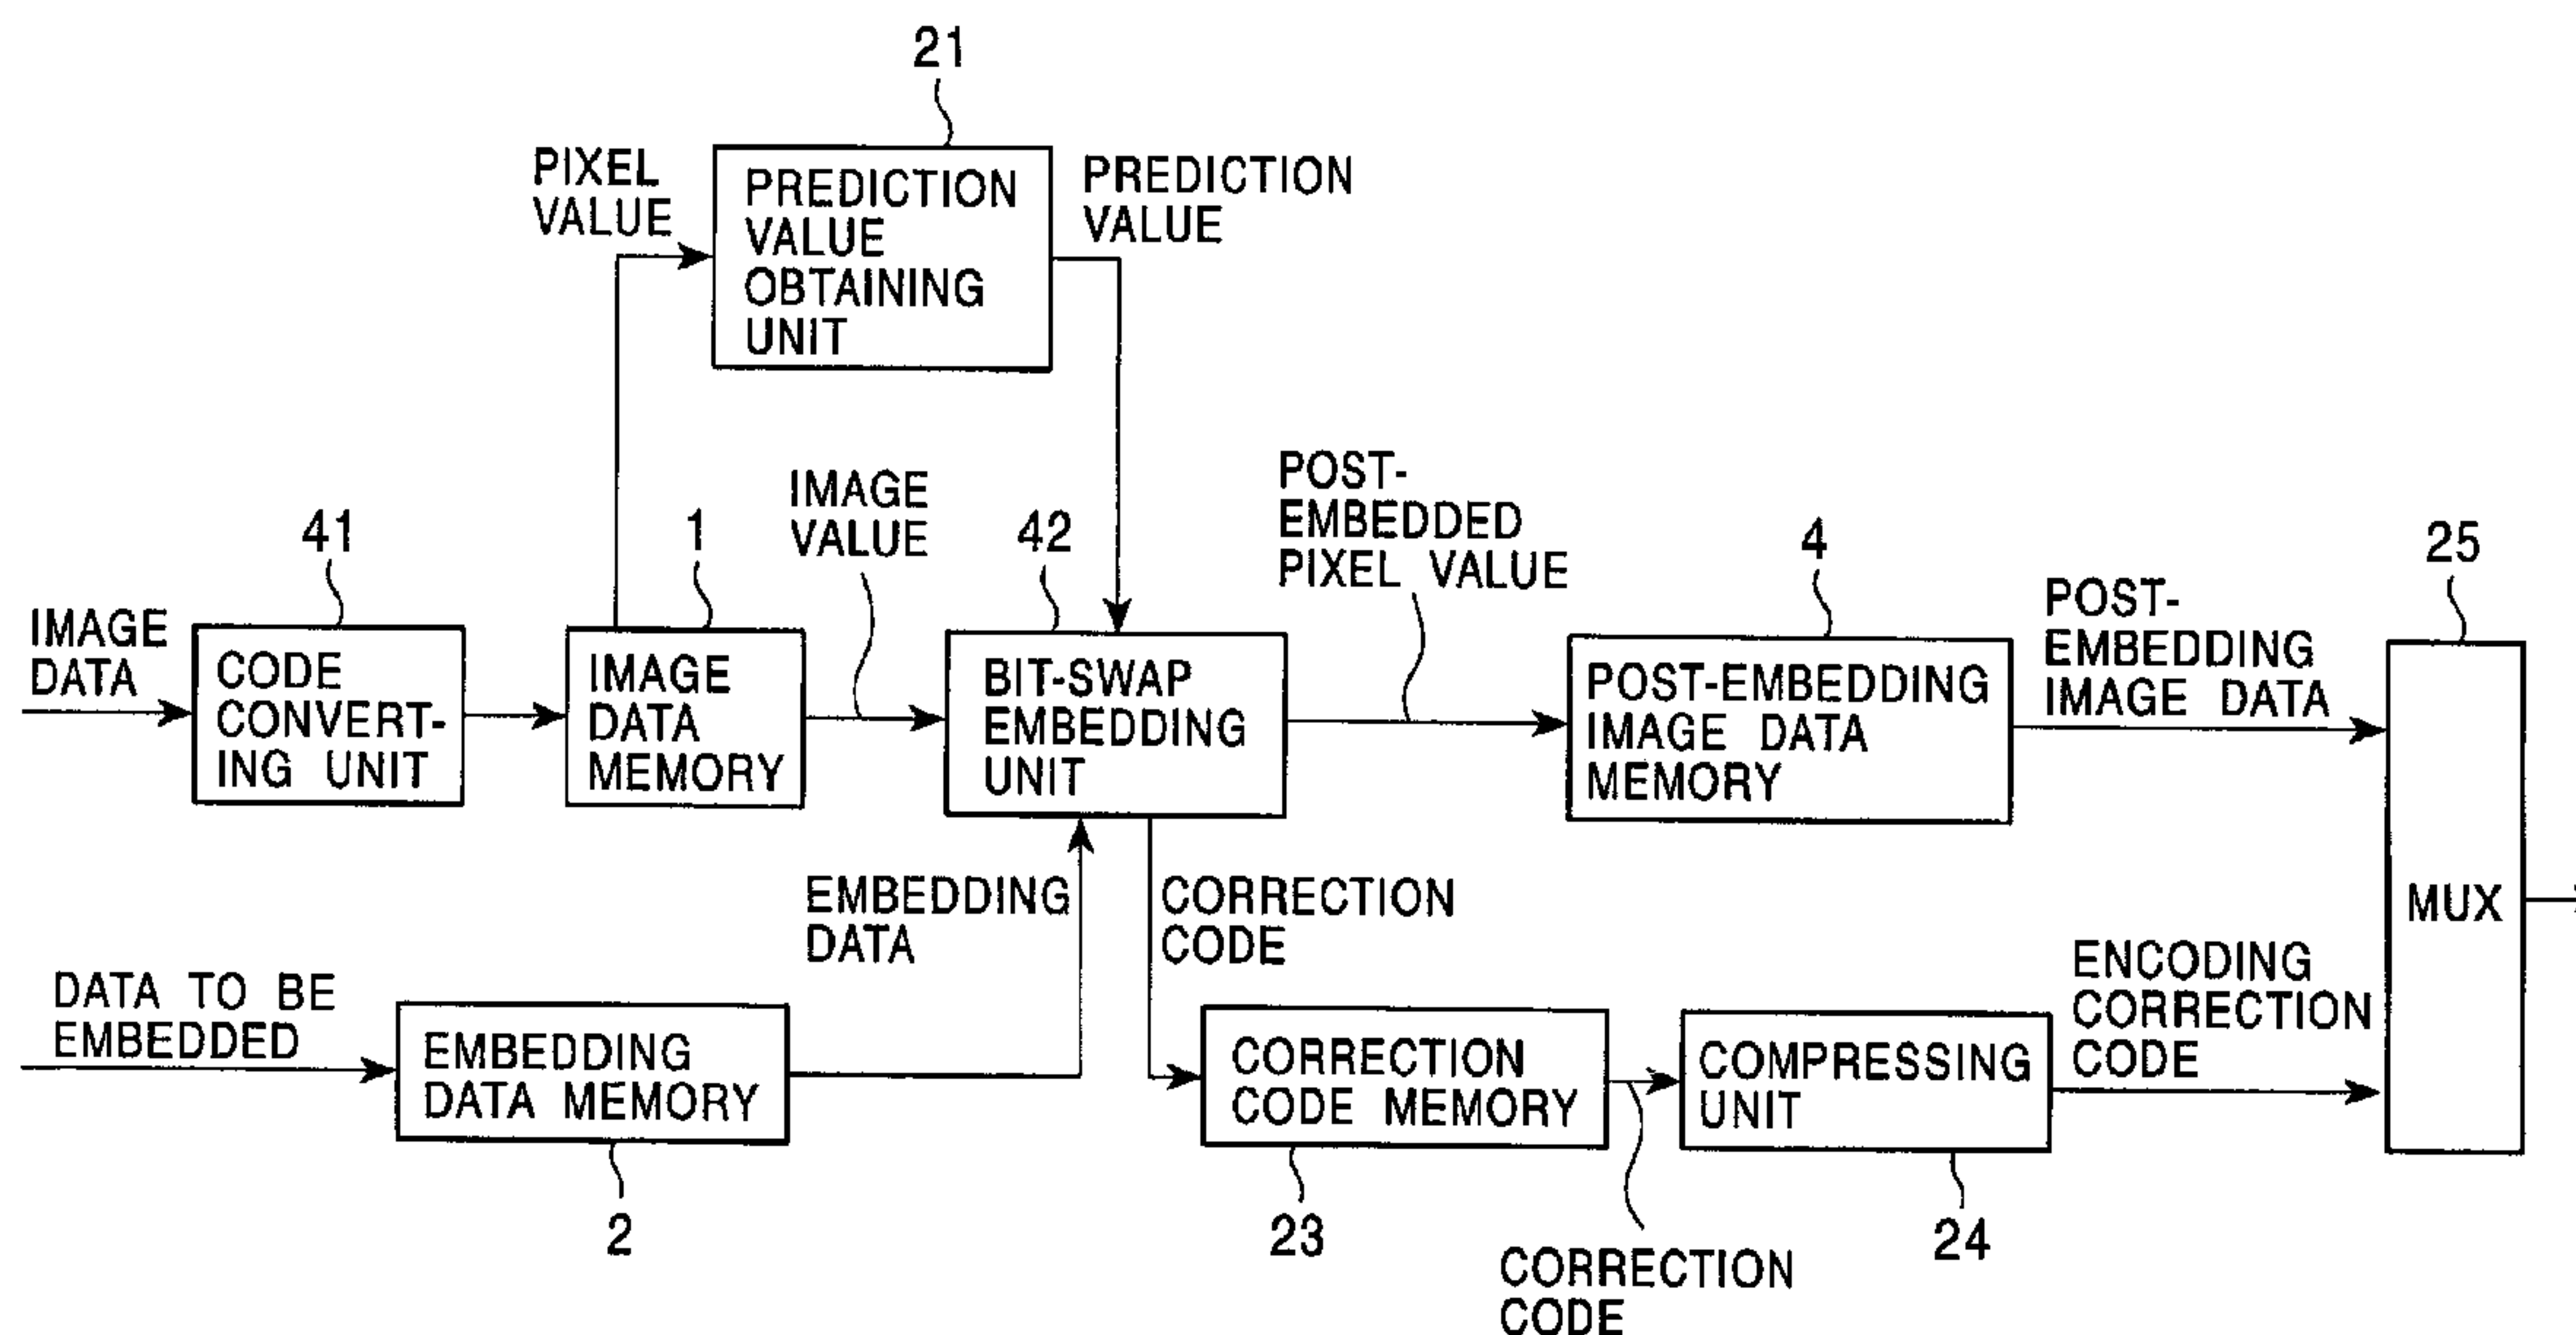 21
PIXEL
VALUE
PREDICTION
VALUE
OBTAINING
UNIT
PREDICTION
VALUE
IMAGE
DATA
41
CODE
CONVERT-
ING UNIT
1
IMAGE
DATA
MEMORY
IMAGE
VALUE
42
BIT-SWAP
EMBEDDING
UNIT
POST-
EMBEDDED
PIXEL VALUE
4
POST-EMBEDDING
IMAGE DATA
MEMORY
POST-
EMBEDDING
IMAGE DATA
25
MUX
DATA TO BE
EMBEDDED
EMBEDDING
DATA MEMORY
2
EMBEDDING
DATA
CORRECTION
CODE
CORRECTION
CODE MEMORY
23
CORRECTION
CODE
COMPRESSING
UNIT
24
ENCODING
CORRECTION
CODE